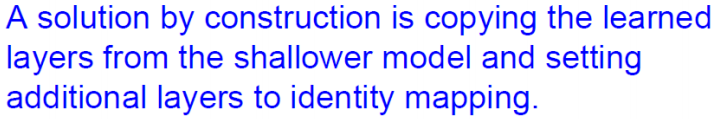 A solution by construction is copying the learned
layers from the shallower model and setting
additional layers to identity mapping.